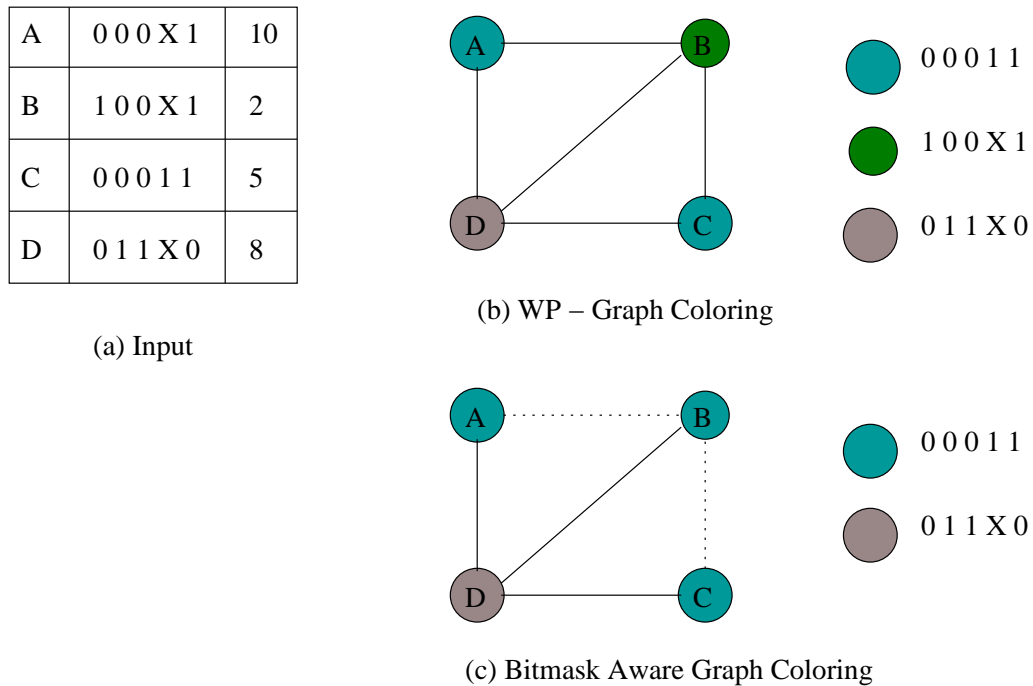 A 0 0 0 X 1 10
B 1 0 0 X 1 2
C 0 0 0 1 1 5
D 0 1 1 X 0 8
(a) Input
A B
D C
0 0 0 1 1
1 0 0 X 1
0 1 1 X 0
(b) WP – Graph Coloring
A B
D C
0 0 0 1 1
0 1 1 X 0
(c) Bitmask Aware Graph Coloring